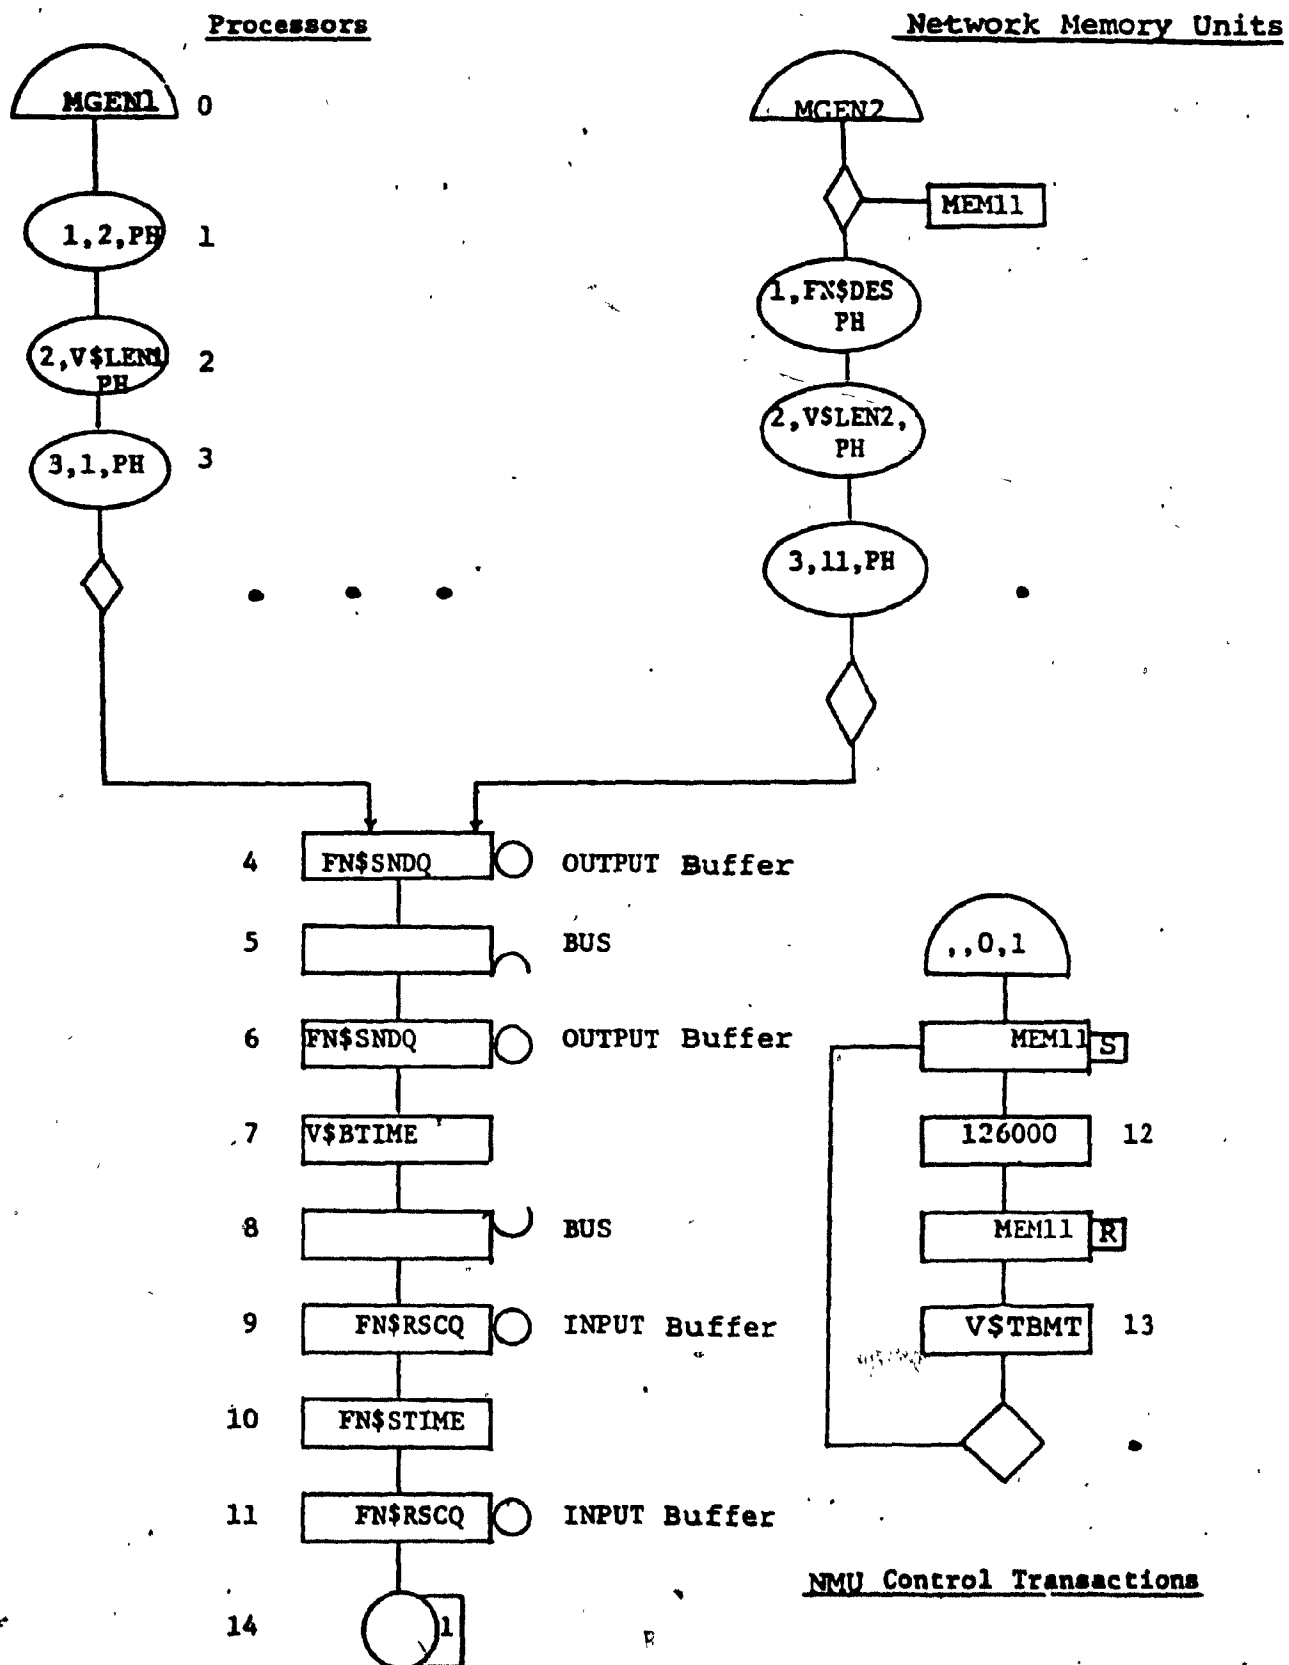 Processors
Network Memory Units
MGEN1 0
1,2,PH 1
2,V$LEN1 2
PH
3,1,PH 3
MGEN2
MEM11
1,FN$DES
PH
2,V$LEN2,
PH
3,11,PH
4 FN$SNDQ OUTPUT Buffer
5 BUS
6 FN$SNDQ OUTPUT Buffer
7 V$BTIME
8 BUS
9 FN$RSCQ INPUT Buffer
10 FN$STIME
11 FN$RSCQ INPUT Buffer
14 1
,,0,1
MEM11 S
126000 12
MEM11 R
V$TBMT 13
NMU Control Transactions